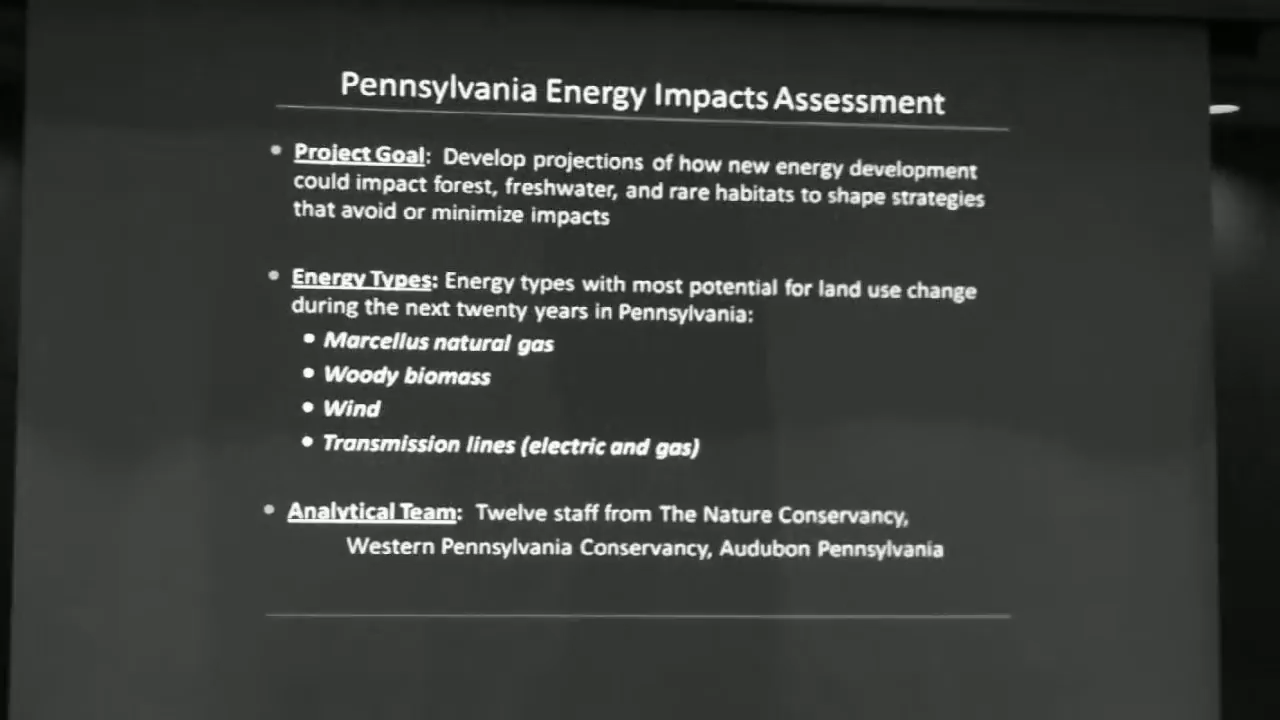 Pennsylvania Energy Impacts Assessment
• Project Goal: Develop projections of how new energy development
could impact forest, freshwater, and rare habitats to shape strategies
that avoid or minimize impacts
• Energy Types: Energy types with most potential for land use change
during the next twenty years in Pennsylvania:
• Marcellus natural gas
• Woody biomass
• Wind
• Transmission lines (electric and gas)
• Analytical Team: Twelve staff from The Nature Conservancy,
Western Pennsylvania Conservancy, Audubon Pennsylvania